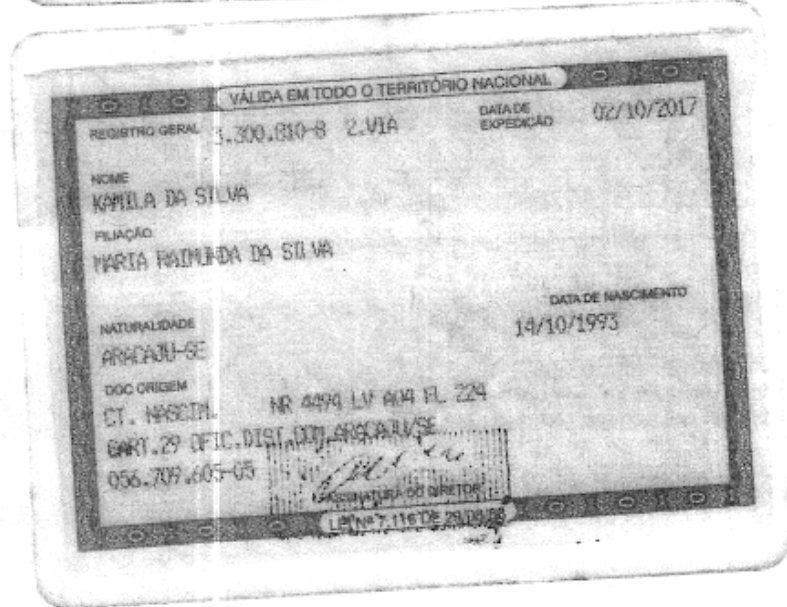 VÁLIDA EM TODO O TERRITÓRIO NACIONAL
REGISTRO GERAL 3.300.810-8 2.VIA DATA DE EXPEDIÇÃO 02/10/2017
NOME
KAMILA DA SILVA
FILIAÇÃO
MARIA RAIMUNDA DA SILVA
NATURALIDADE DATA DE NASCIMENTO
ARACAJU-SE 14/10/1993
DOC ORIGEM
CT. NASCIM. NR 4494 LV A04 FL 224
CART.29 OFIC.DIST.COM.ARACAJU/SE
056.709.605-05
ASSINATURA DO DIRETOR
LEI Nº 7.116 DE 29/08/83